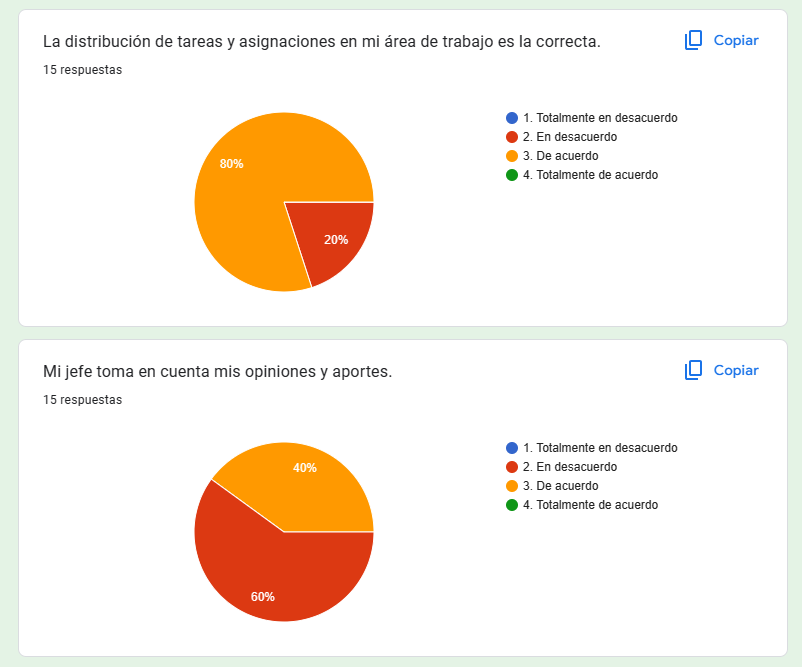 La distribución de tareas y asignaciones en mi área de trabajo es la correcta.
Copiar
15 respuestas
1. Totalmente en desacuerdo
2. En desacuerdo
3. De acuerdo
4. Totalmente de acuerdo
80%
20%
Mi jefe toma en cuenta mis opiniones y aportes.
Copiar
15 respuestas
1. Totalmente en desacuerdo
2. En desacuerdo
3. De acuerdo
4. Totalmente de acuerdo
40%
60%